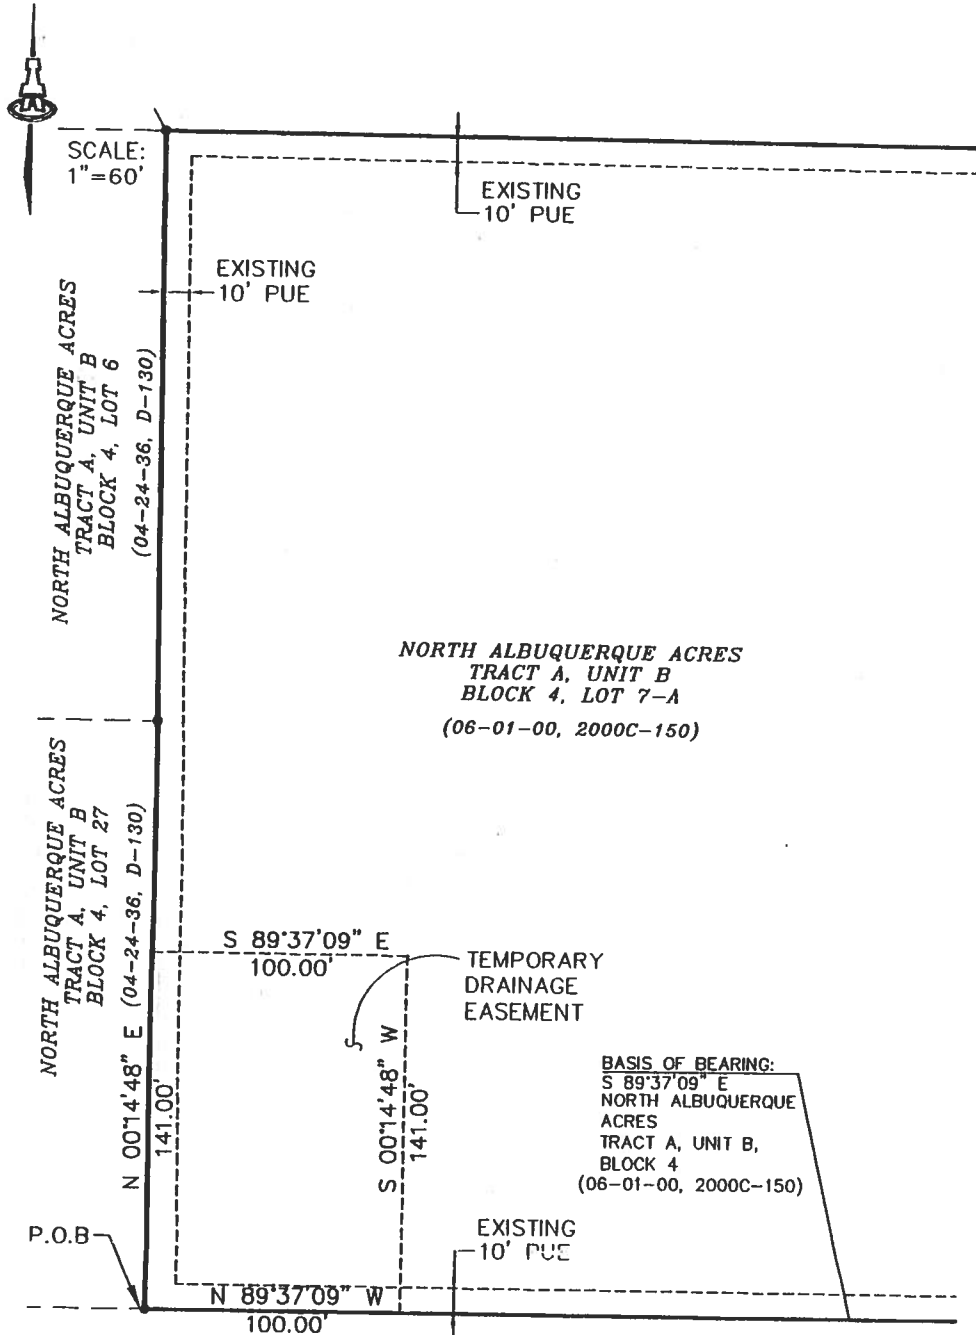 SCALE:
1"=60'
EXISTING
10' PUE
EXISTING
10' PUE
NORTH ALBUQUERQUE ACRES
TRACT A, UNIT B
BLOCK 4, LOT 6
(04-24-36, D-130)
NORTH ALBUQUERQUE ACRES
TRACT A, UNIT B
BLOCK 4, LOT 7-A
(06-01-00, 2000C-150)
NORTH ALBUQUERQUE ACRES
TRACT A, UNIT B
BLOCK 4, LOT 27
(04-24-36, D-130)
S 89°37'09" E
100.00'
TEMPORARY
DRAINAGE
EASEMENT
N 00°14'48" E
141.00'
S 00°14'48" W
141.00'
BASIS OF BEARING:
S 89°37'09" E
NORTH ALBUQUERQUE
ACRES
TRACT A, UNIT B,
BLOCK 4
(06-01-00, 2000C-150)
P.O.B
EXISTING
10' PUE
N 89°37'09" W
100.00'